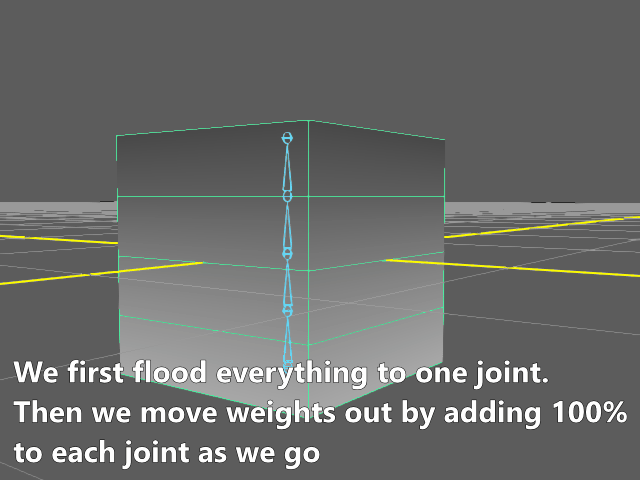 We first flood everything to one joint.
Then we move weights out by adding 100%
to each joint as we go